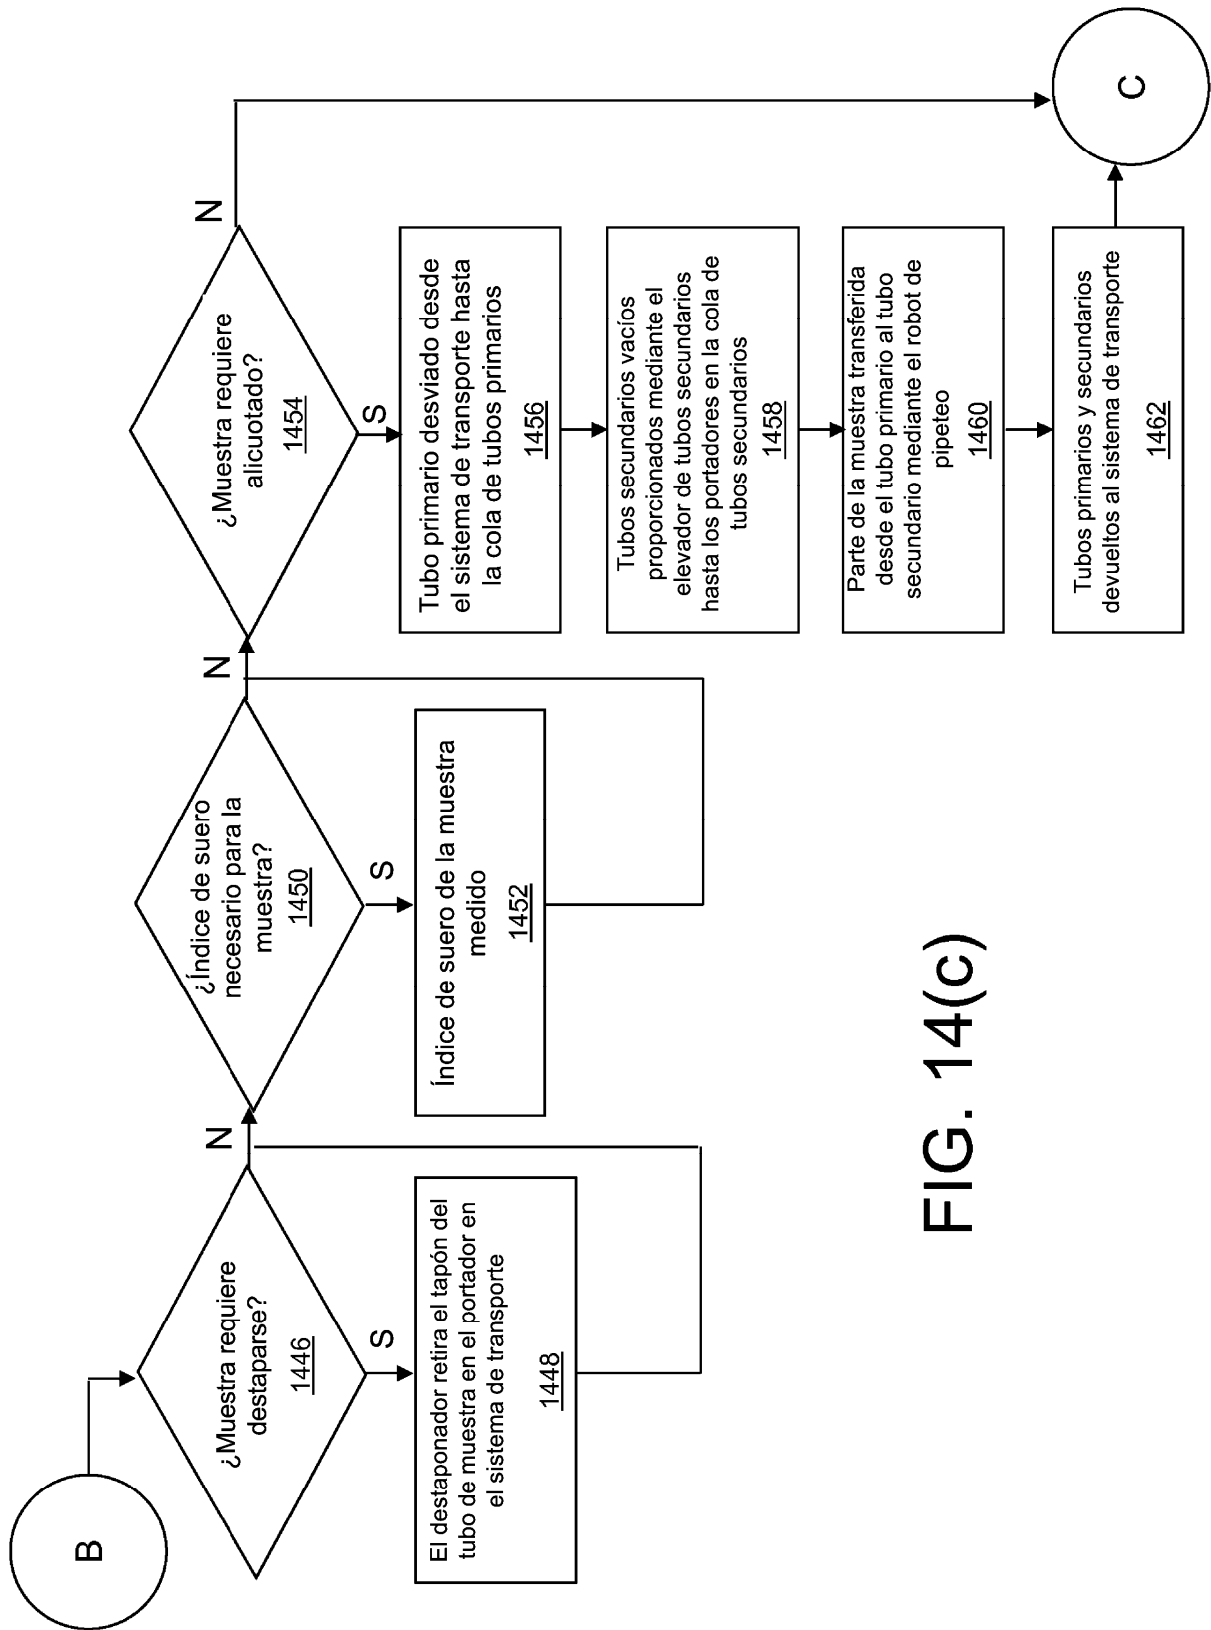 B
¿Muestra requiere
destaparse?
1446
N
S
El destaponador retira el tapón del
tubo de muestra en el portador en
el sistema de transporte
1448
¿Índice de suero
necesario para la
muestra?
1450
N
S
Índice de suero de la muestra
medido
1452
¿Muestra requiere
alicuotado?
1454
N
S
Tubo primario desviado desde
el sistema de transporte hasta
la cola de tubos primarios
1456
Tubos secundarios vacíos
proporcionados mediante el
elevador de tubos secundarios
hasta los portadores en la cola de
tubos secundarios
1458
Parte de la muestra transferida
desde el tubo primario al tubo
secundario mediante el robot de
pipeteo
1460
Tubos primarios y secundarios
devueltos al sistema de transporte
1462
C
FIG. 14(c)